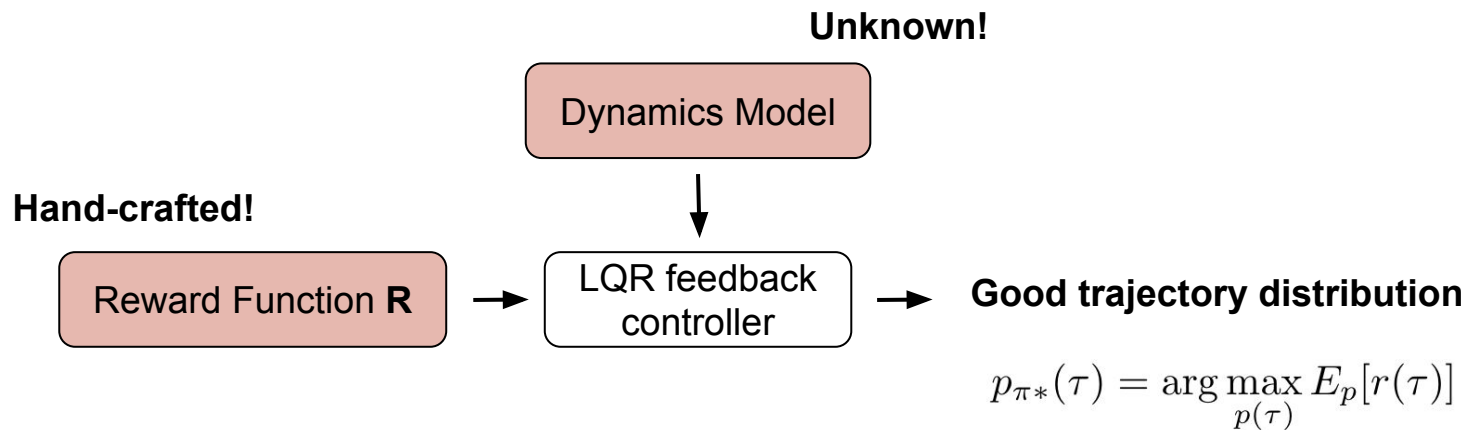 Unknown!
Dynamics Model
Hand-crafted!
Reward Function R
LQR feedback
controller
Good trajectory distribution
p_{π*}(τ) = arg max_{p(τ)} E_p[r(τ)]